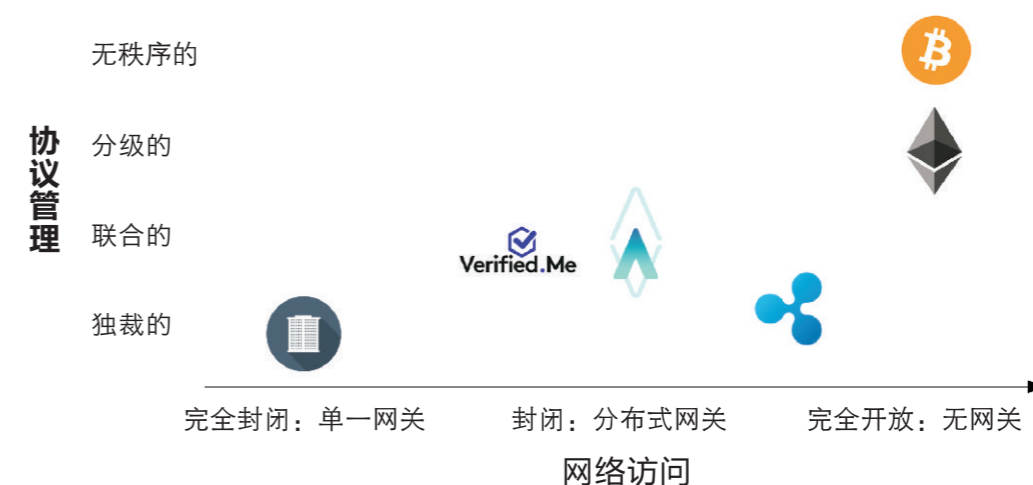 无秩序的
分级的
联合的
独裁的
协议管理
Verified.Me
完全封闭：单一网关
封闭：分布式网关
完全开放：无网关
网络访问